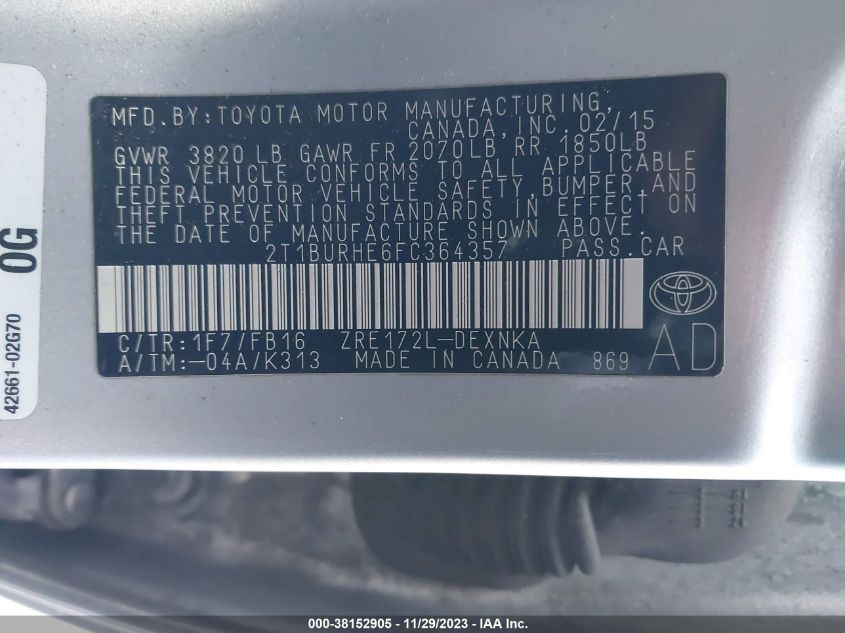 MFD.BY:TOYOTA MOTOR MANUFACTURING,
CANADA,INC.02/15
GVWR 3820 LB GAWR FR 2070LB RR 1850LB
THIS VEHICLE CONFORMS TO ALL APPLICABLE
FEDERAL MOTOR VEHICLE SAFETY,BUMPER,AND
THEFT PREVENTION STANDARDS IN EFFECT ON
THE DATE OF MANUFACTURE SHOWN ABOVE.
2T1BURHE6FC364357 PASS.CAR
C/TR:1F7/FB16 ZRE172L-DEXNKA
A/TM:-04A/K313 MADE IN CANADA 869
AD
42661-02G70 0G
000-38152905 - 11/29/2023 - IAA Inc.